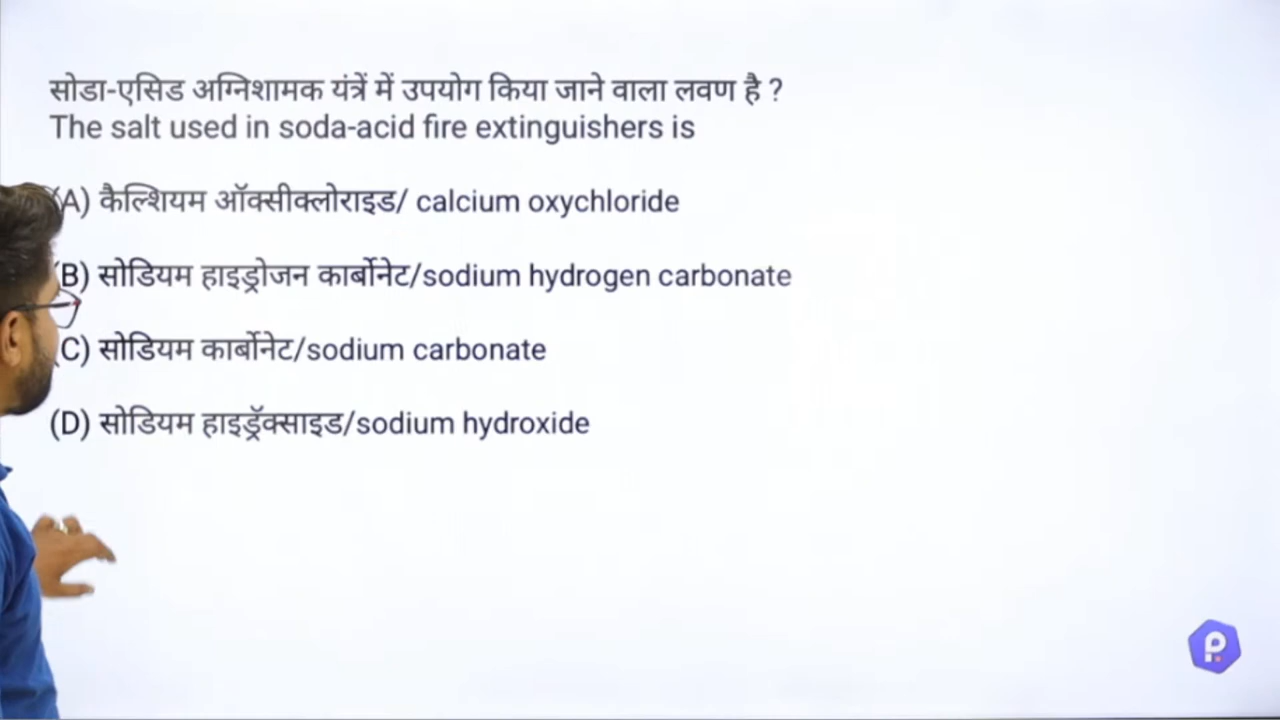 सोडा-एसिड अग्निशामक यंत्रें में उपयोग किया जाने वाला लवण है ?
The salt used in soda-acid fire extinguishers is
(A) कैल्शियम ऑक्सीक्लोराइड/ calcium oxychloride
(B) सोडियम हाइड्रोजन कार्बोनेट/sodium hydrogen carbonate
(C) सोडियम कार्बोनेट/sodium carbonate
(D) सोडियम हाइड्रॅक्साइड/sodium hydroxide